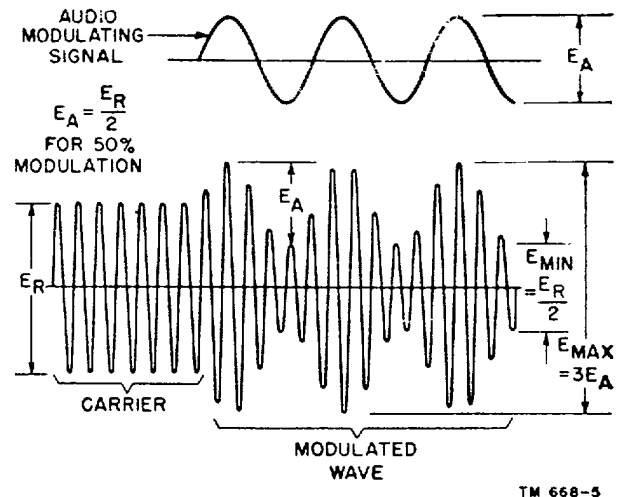 AUDIO
MODULATING
SIGNAL
E_A
E_A = E_R/2
FOR 50%
MODULATION
E_A
E_R
E_MIN
= E_R/2
E_MAX
= 3E_A
CARRIER
MODULATED
WAVE
TM 668-5